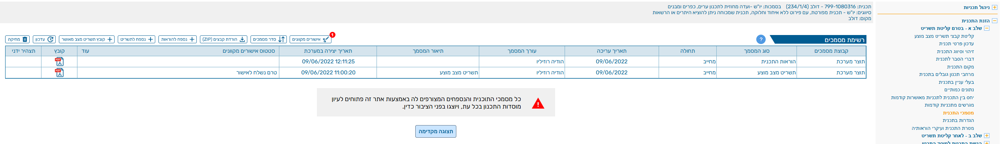 ניהול תכניות
הזנת התכנית
שלב א - בטרם קליטת תשריט
קליטת קבצי תשריט מצב מוצע
עדכון פרטי תכנית
זיהוי וסיווג התכנית
דברי הסבר לתכנית
מקום התכנית
מרחבי תכנון גובלים בתכנית
בעלי עניין בתכנית
נתונים כמותיים
יחס בין התכנית לתכניות מאושרות קודמות
מגרשים מתכניות קודמות
מסמכי התכנית
הגדרות בתכנית
מטרת התכנית ועיקרי הוראותיה
שלב ב - לאחר קליטת תשריט
הגשת התכנית למוסד התכנון
תכנית: 799-1080316 - דולב (234/1/4) בסמכות: יו"ש -ועדה מחוזית לתכנון ערים, כפרים ומבנים
סיווגים: יו"ש - תכנית מפורטת, עם פירוט ללא איחוד וחלוקה, תכנית שמכוחה ניתן להוציא היתרים או הרשאות
מקום: דולב
רשימת מסמכים ?
1
אישורים מקוונים סדר מסמכים הורדת קבצים (ZIP) נספח להוראות נספח לתשריט קובץ תשריט מצב מאושר עדכון מחיקה
קבוצת מסמכים סוג המסמך תחולה תאריך עריכה עורך המסמך תיאור המסמך תאריך יצירה במערכת סטטוס אישורים מקוונים עוד קובץ תצהיר ידני
תוצר מערכת הוראות התכנית מחייב 09/06/2022 הודיה רוזיליו 09/06/2022 12:11:25 PDF
תוצר מערכת תשריט מצב מוצע מחייב 09/06/2022 הודיה רוזיליו תשריט מצב מוצע 09/06/2022 11:00:20 טרם נשלח לאישור PDF
כל מסמכי התוכנית והנספחים המצורפים לה באמצעות אתר זה פתוחים לעיון
מוסדות התכנון בכל עת, ויוצגו בפני הציבור כדין.
תצוגה מקדימה